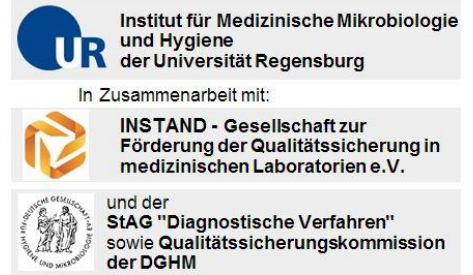 UR
Institut für Medizinische Mikrobiologie
und Hygiene
der Universität Regensburg
In Zusammenarbeit mit:
INSTAND - Gesellschaft zur
Förderung der Qualitätssicherung in
medizinischen Laboratorien e.V.
und der
StAG "Diagnostische Verfahren"
sowie Qualitätssicherungskommission
der DGHM